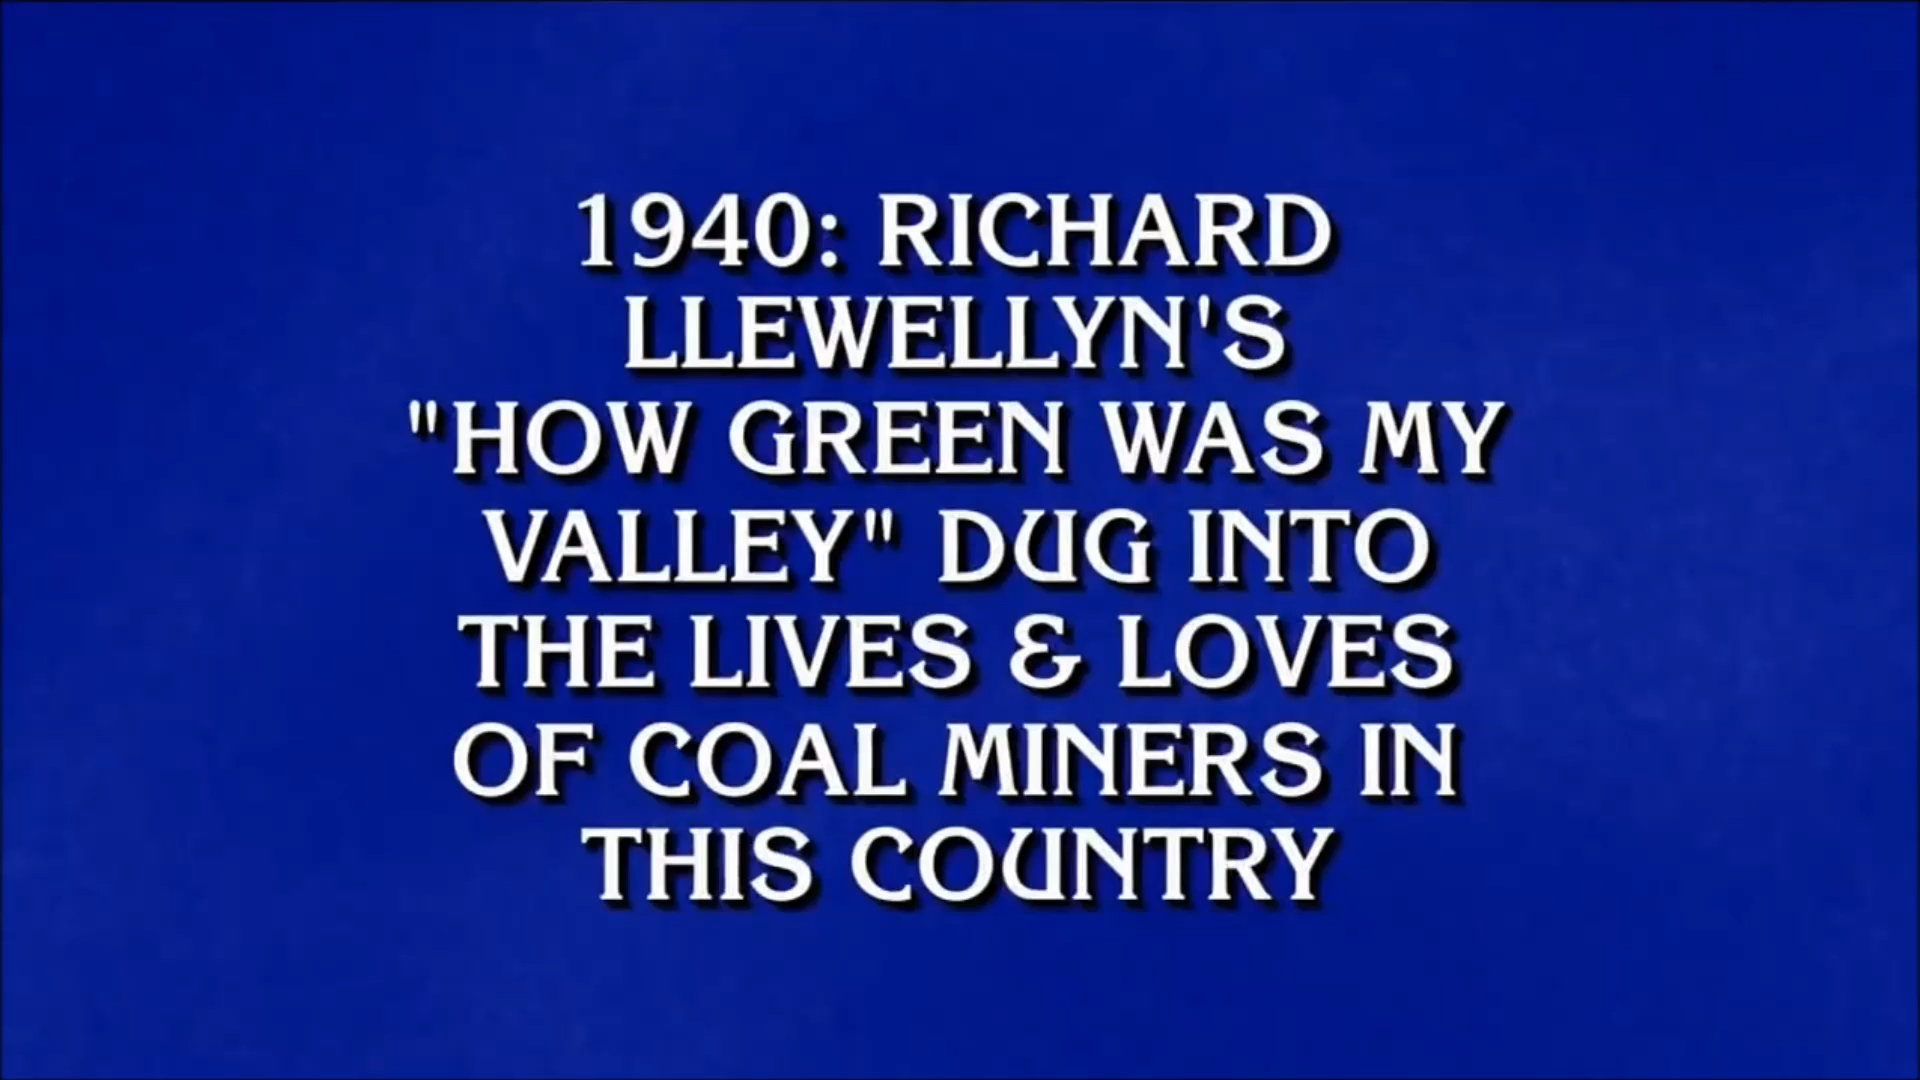 1940: RICHARD
LLEWELLYN'S
"HOW GREEN WAS MY
VALLEY" DUG INTO
THE LIVES & LOVES
OF COAL MINERS IN
THIS COUNTRY